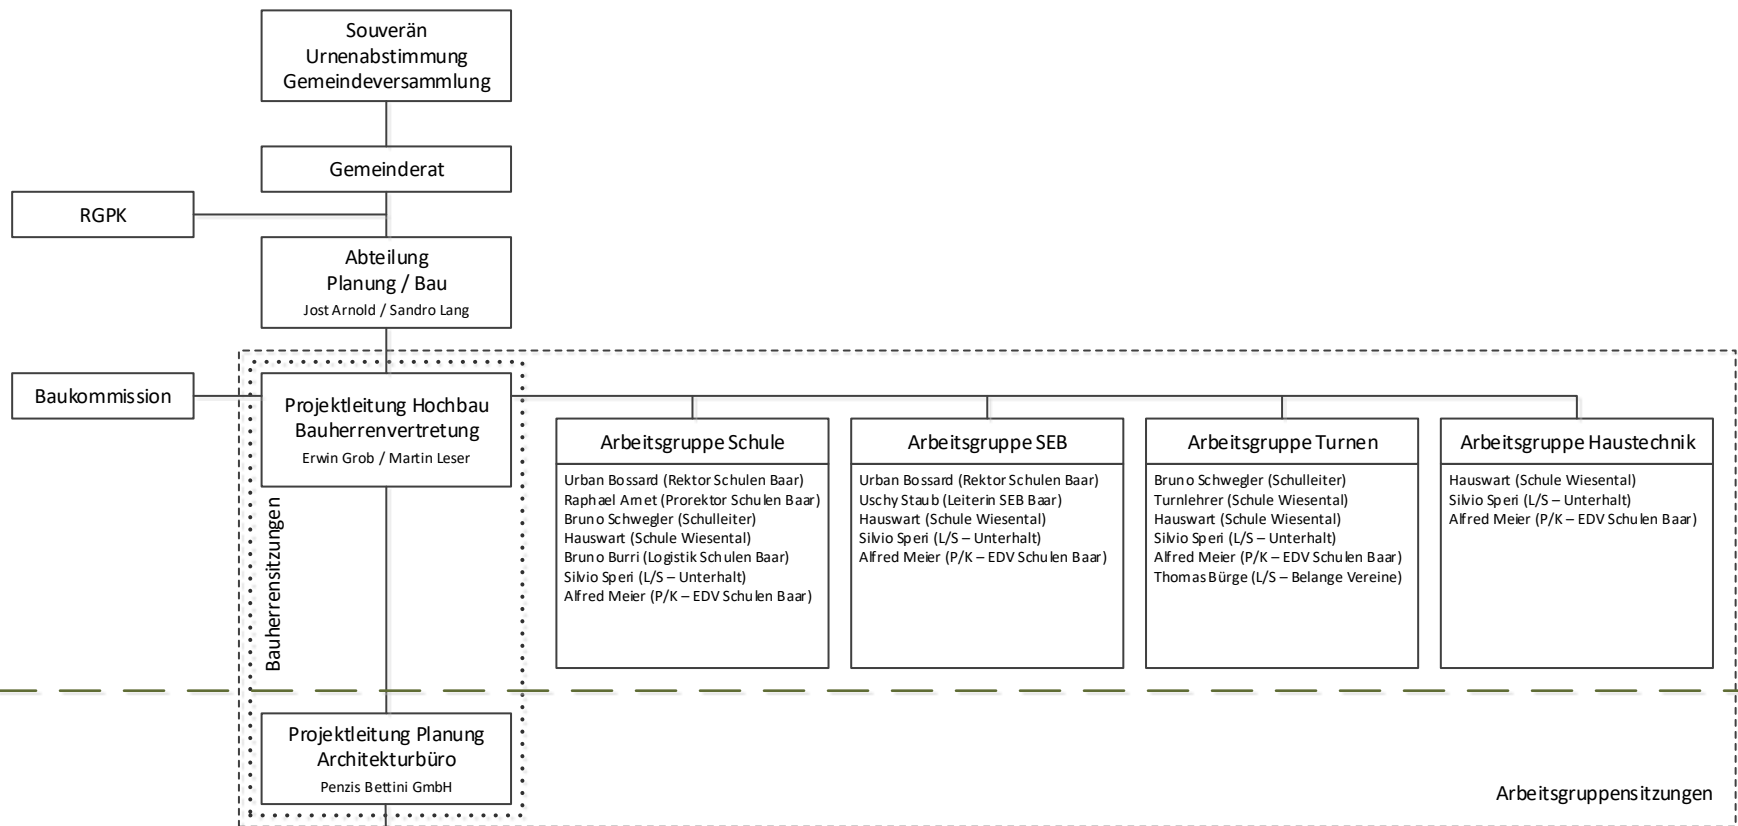 Souverän
Urnenabstimmung
Gemeindeversammlung
Gemeinderat
RGPK
Abteilung
Planung / Bau
Jost Arnold / Sandro Lang
Baukommission
Projektleitung Hochbau
Bauherrenvertretung
Erwin Grob / Martin Leser
Bauherrensitzungen
Arbeitsgruppe Schule
Urban Bossard (Rektor Schulen Baar)
Raphael Amet (Prorektor Schulen Baar)
Bruno Schwegler (Schulleiter)
Hauswart (Schule Wiesental)
Bruno Burri (Logistik Schulen Baar)
Silvio Speri (L/S – Unterhalt)
Alfred Meier (P/K – EDV Schulen Baar)
Arbeitsgruppe SEB
Urban Bossard (Rektor Schulen Baar)
Uschy Staub (Leiterin SEB Baar)
Hauswart (Schule Wiesental)
Silvio Speri (L/S – Unterhalt)
Alfred Meier (P/K – EDV Schulen Baar)
Arbeitsgruppe Turnen
Bruno Schwegler (Schulleiter)
Turnlehrer (Schule Wiesental)
Hauswart (Schule Wiesental)
Silvio Speri (L/S – Unterhalt)
Alfred Meier (P/K – EDV Schulen Baar)
Thomas Bürge (L/S – Belange Vereine)
Arbeitsgruppe Haustechnik
Hauswart (Schule Wiesental)
Silvio Speri (L/S – Unterhalt)
Alfred Meier (P/K – EDV Schulen Baar)
Projektleitung Planung
Architekturbüro
Penzis Bettini GmbH
Arbeitsgruppensitzungen